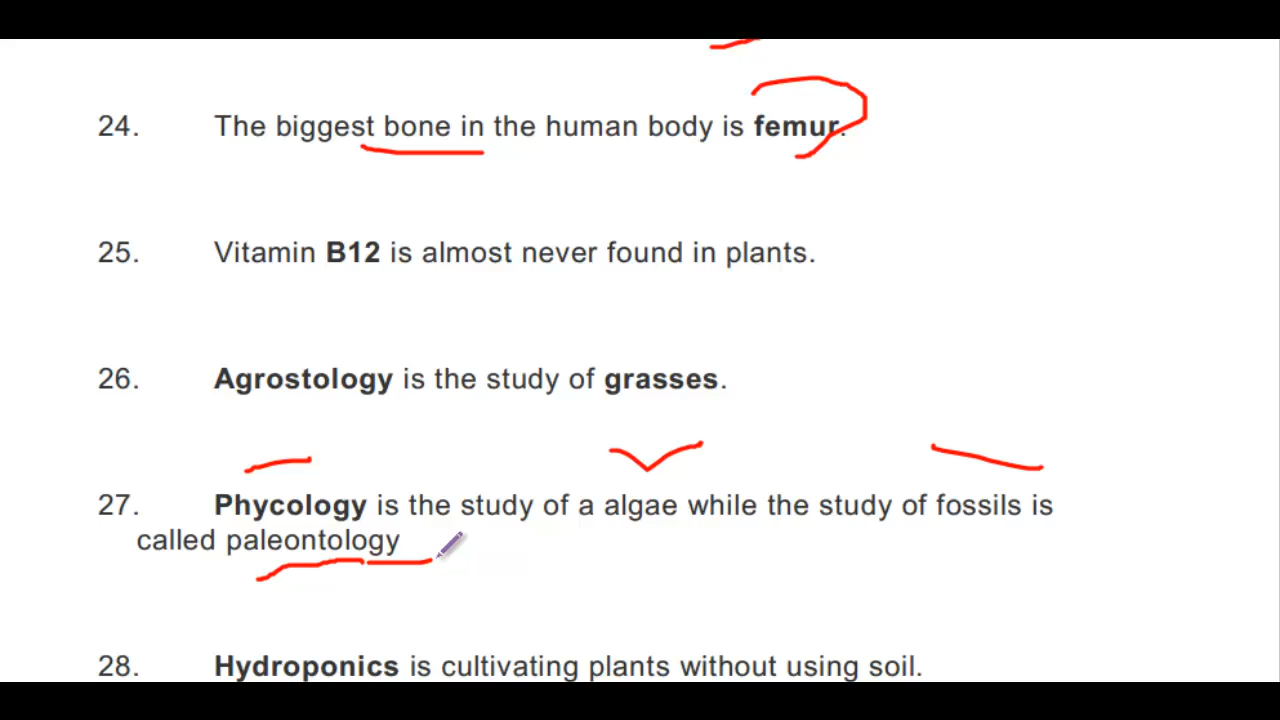 24. The biggest bone in the human body is femur.
25. Vitamin B12 is almost never found in plants.
26. Agrostology is the study of grasses.
27. Phycology is the study of a algae while the study of fossils is
called paleontology
28. Hydroponics is cultivating plants without using soil.